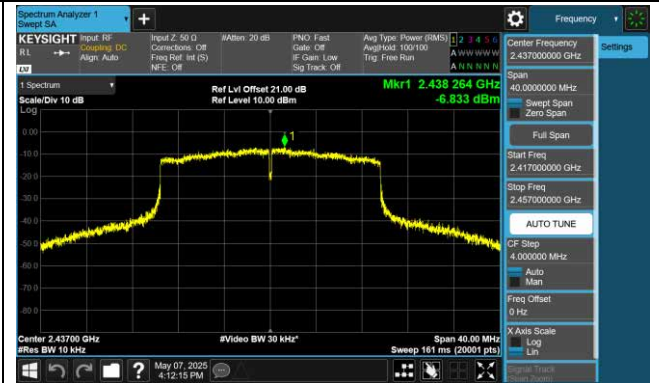 Spectrum Analyzer 1
Swept SA
Frequency
KEYSIGHT
RL
Input: RF
Coupling: DC
Align: Auto
Input Z: 50 Ω
Corrections: Off
Freq Ref: Int (S)
NFE: Off
#Atten: 20 dB
PNO: Fast
Gate: Off
IF Gain: Low
Sig Track: Off
Avg Type: Power (RMS)
Avg|Hold: 100/100
Trig: Free Run
1 2 3 4 5 6
A W W W W W
A N N N N N
1 Spectrum
Scale/Div 10 dB
Log
Ref Lvl Offset 21.00 dB
Ref Level 10.00 dBm
Mkr1 2.438 264 GHz
-6.833 dBm
1
0.00
-10.0
-20.0
-30.0
-40.0
-50.0
-60.0
-70.0
-80.0
Center 2.43700 GHz
#Res BW 10 kHz
#Video BW 30 kHz*
Span 40.00 MHz
Sweep 161 ms (20001 pts)
Center Frequency
2.437000000 GHz
Settings
Span
40.0000000 MHz
Swept Span
Zero Span
Full Span
Start Freq
2.417000000 GHz
Stop Freq
2.457000000 GHz
AUTO TUNE
CF Step
4.000000 MHz
Auto
Man
Freq Offset
0 Hz
X Axis Scale
Log
Lin
Signal Track
(Span Zoom)
?
May 07, 2025
4:12:15 PM